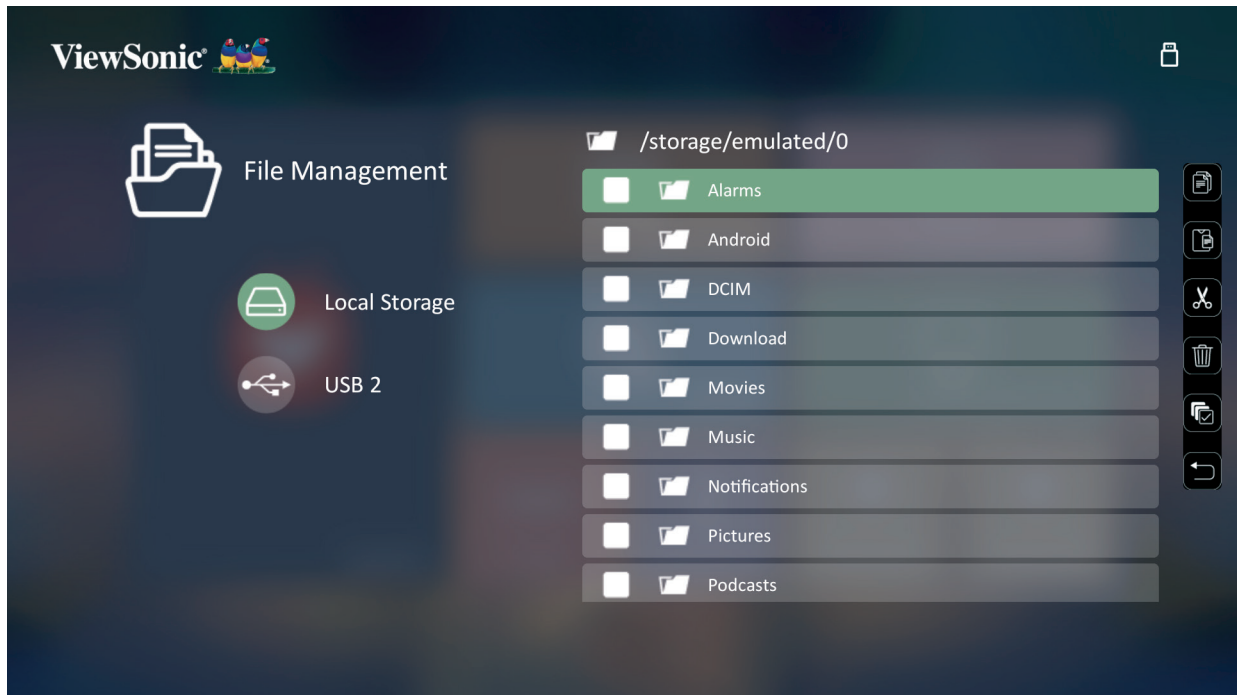 ViewSonic®
File Management
Local Storage
USB 2
/storage/emulated/0
Alarms
Android
DCIM
Download
Movies
Music
Notifications
Pictures
Podcasts